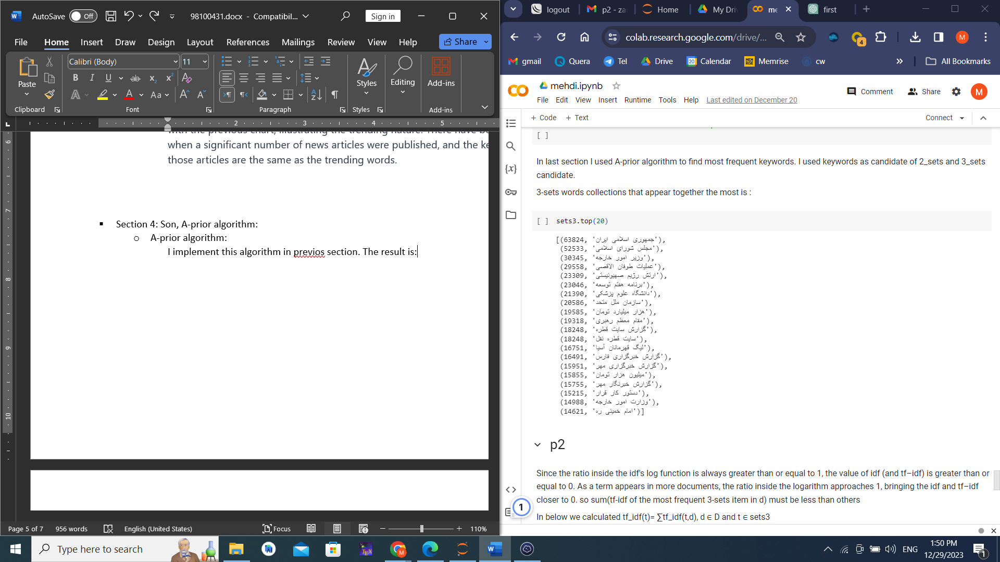 AutoSave Off 98100431.docx - Compatibil... Sign in
File Home Insert Draw Design Layout References Mailings Review View Help Share
Calibri (Body) 11
Paste Styles Editing Add-ins
Clipboard Font Paragraph Styles Add-ins
2 3 4 5
when a significant number of news articles were published, and the ke
those articles are the same as the trending words.
▪ Section 4: Son, A-prior algorithm:
o A-prior algorithm:
I implement this algorithm in previos section. The result is:
Page 5 of 7 956 words English (United States) Focus 110%
logout p2 - za Home My Driv me first
colab.research.google.com/drive/...
gmail Quera Tel Drive Calendar Memrise cw » All Bookmarks
mehdi.ipynb Comment Share M
File Edit View Insert Runtime Tools Help Last edited on December 20
+ Code + Text Connect
[ ]
In last section I used A-prior algorithm to find most frequent keywords. I used keywords as candidate of 2_sets and 3_sets
candidate.
3-sets words collections that appear together the most is :
[ ] sets3.top(20)
[(63824, 'جمهوری اسلامی ایران'),
(52533, 'مجلس شورای اسلامی'),
(30345, 'وزیر امور خارجه'),
(29558, 'عملیات طوفان الاقصی'),
(23309, 'ارتش رژیم صهیونیستی'),
(23046, 'برنامه هفتم توسعه'),
(21390, 'دانشگاه علوم پزشکی'),
(20586, 'سازمان ملل متحد'),
(19585, 'هزار میلیارد تومان'),
(19318, 'مقام معظم رهبری'),
(18248, 'گزارش سایت قطره'),
(18248, 'سایت قطره نقل'),
(16751, 'لیگ قهرمانان آسیا'),
(16491, 'گزارش خبرگزاری فارس'),
(15951, 'گزارش خبرگزاری مهر'),
(15855, 'میلیون هزار تومان'),
(15755, 'گزارش خبرنگار مهر'),
(15215, 'دستور کار قرار'),
(14988, 'وزارت امور خارجه'),
(14621, 'امام خمینی ره')]
p2
Since the ratio inside the idf's log function is always greater than or equal to 1, the value of idf (and tf–idf) is greater than or
equal to 0. As a term appears in more documents, the ratio inside the logarithm approaches 1, bringing the idf and tf–idf
closer to 0. so sum(tf-idf of the most frequent 3-sets item in d) must be less than others
In below we calculated tf_idf(t)= ∑tf_idf(t,d), d ∈ D and t ∈ sets3
1
Type here to search
ENG 1:50 PM
12/29/2023 1